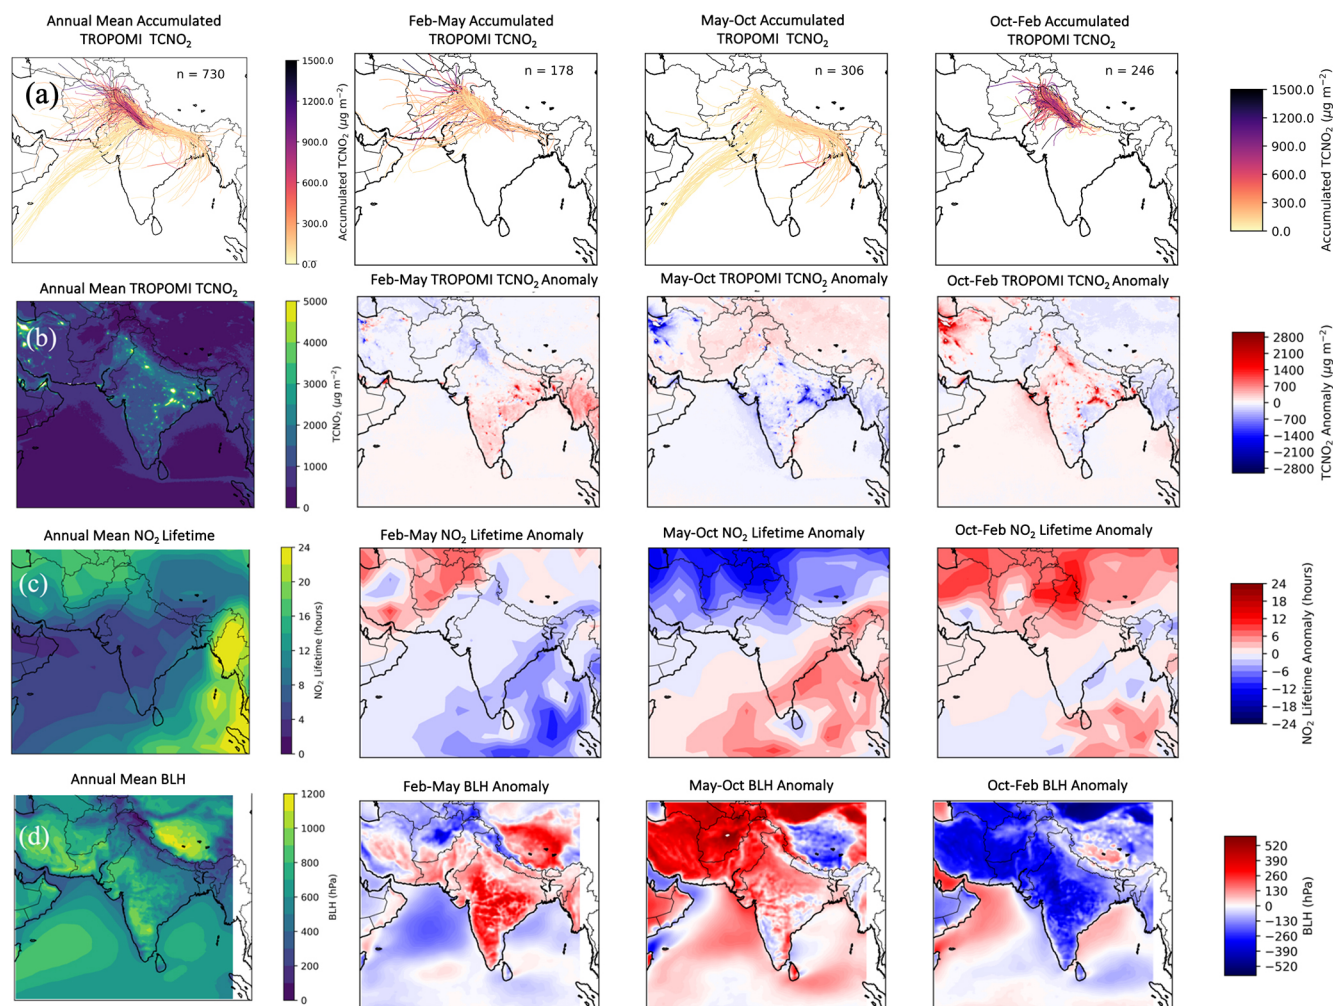 Annual Mean Accumulated
TROPOMI TCNO₂
Feb-May Accumulated
TROPOMI TCNO₂
May-Oct Accumulated
TROPOMI TCNO₂
Oct-Feb Accumulated
TROPOMI TCNO₂
(a)
n = 730
1500.0
1200.0
900.0
600.0
300.0
0.0
Accumulated TCNO₂ (µg m⁻²)
n = 178
n = 306
n = 246
1500.0
1200.0
900.0
600.0
300.0
0.0
Accumulated TCNO₂ (µg m⁻²)
Annual Mean TROPOMI TCNO₂
Feb-May TROPOMI TCNO₂ Anomaly
May-Oct TROPOMI TCNO₂ Anomaly
Oct-Feb TROPOMI TCNO₂ Anomaly
(b)
5000
4000
3000
2000
1000
0
TCNO₂ (µg m⁻²)
2800
2100
1400
700
0
−700
−1400
−2100
−2800
TCNO₂ Anomaly (µg m⁻²)
Annual Mean NO₂ Lifetime
Feb-May NO₂ Lifetime Anomaly
May-Oct NO₂ Lifetime Anomaly
Oct-Feb NO₂ Lifetime Anomaly
(c)
24
20
16
12
8
4
0
NO₂ Lifetime (hours)
24
18
12
6
0
−6
−12
−18
−24
NO₂ Lifetime Anomaly (hours)
Annual Mean BLH
Feb-May BLH Anomaly
May-Oct BLH Anomaly
Oct-Feb BLH Anomaly
(d)
1200
1000
800
600
400
200
0
BLH (hPa)
520
390
260
130
0
−130
−260
−390
−520
BLH (hPa)